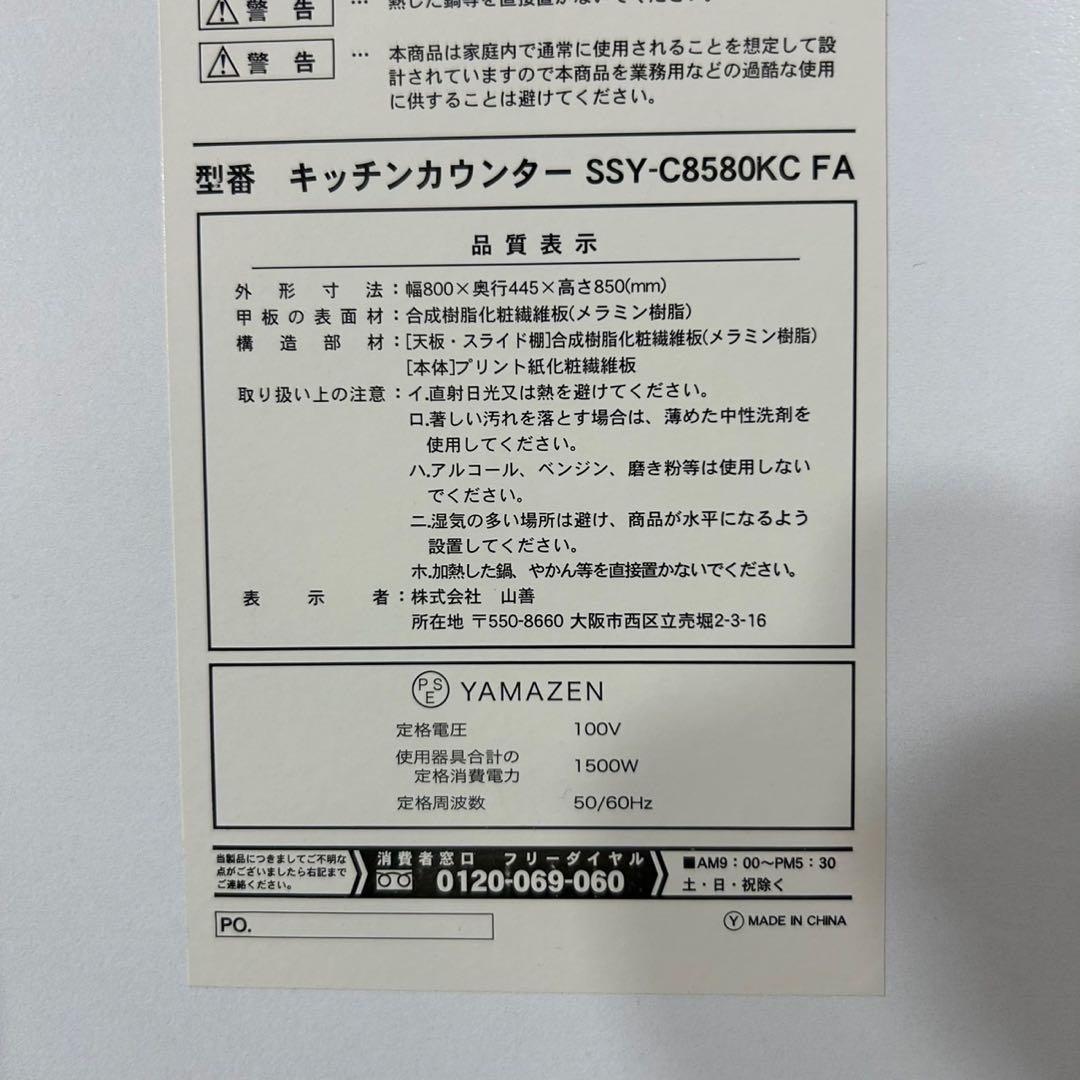 警告 … 熱した鍋等を直接置かないでください。
警告 … 本商品は家庭内で通常に使用されることを想定して設
計されていますので本商品を業務用などの過酷な使用
に供することは避けてください。
型番 キッチンカウンター SSY-C8580KC FA
品質表示
外形寸法：幅800×奥行445×高さ850(mm)
甲板の表面材：合成樹脂化粧繊維板(メラミン樹脂)
構造部材：[天板・スライド棚]合成樹脂化粧繊維板(メラミン樹脂)
[本体]プリント紙化粧繊維板
取り扱い上の注意：イ.直射日光又は熱を避けてください。
ロ.著しい汚れを落とす場合は、薄めた中性洗剤を
使用してください。
ハ.アルコール、ベンジン、磨き粉等は使用しない
でください。
ニ.湿気の多い場所は避け、商品が水平になるよう
設置してください。
ホ.加熱した鍋、やかん等を直接置かないでください。
表示者：株式会社 山善
所在地 〒550-8660 大阪市西区立売堀2-3-16
PSE YAMAZEN
定格電圧 100V
使用器具合計の
定格消費電力 1500W
定格周波数 50/60Hz
当製品につきましてご不明な
点がございましたら右記まで
ご連絡ください。
消費者窓口 フリーダイヤル
0120-069-060
■AM9：00～PM5：30
土・日・祝除く
PO.
Y MADE IN CHINA